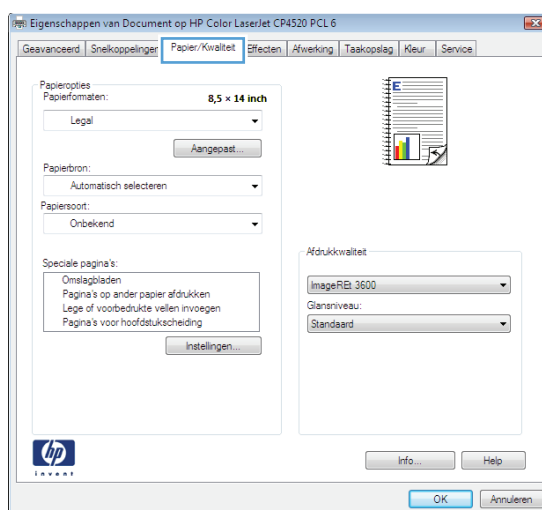 Eigenschappen van Document op HP Color LaserJet CP4520 PCL 6
Geavanceerd Snelkoppelingen Papier/Kwaliteit Effecten Afwerking Taakopslag Kleur Service
Papieropties
Papierformaten: 8,5 × 14 inch
Legal
Aangepast...
Papierbron:
Automatisch selecteren
Papiersoort:
Onbekend
Speciale pagina's:
Omslagbladen
Pagina's op ander papier afdrukken
Lege of voorbedrukte vellen invoegen
Pagina's voor hoofdstukscheiding
Instellingen...
E
Afdrukkwaliteit
ImageREt 3600
Glansniveau:
Standaard
hp
invent
Info... Help
OK Annuleren